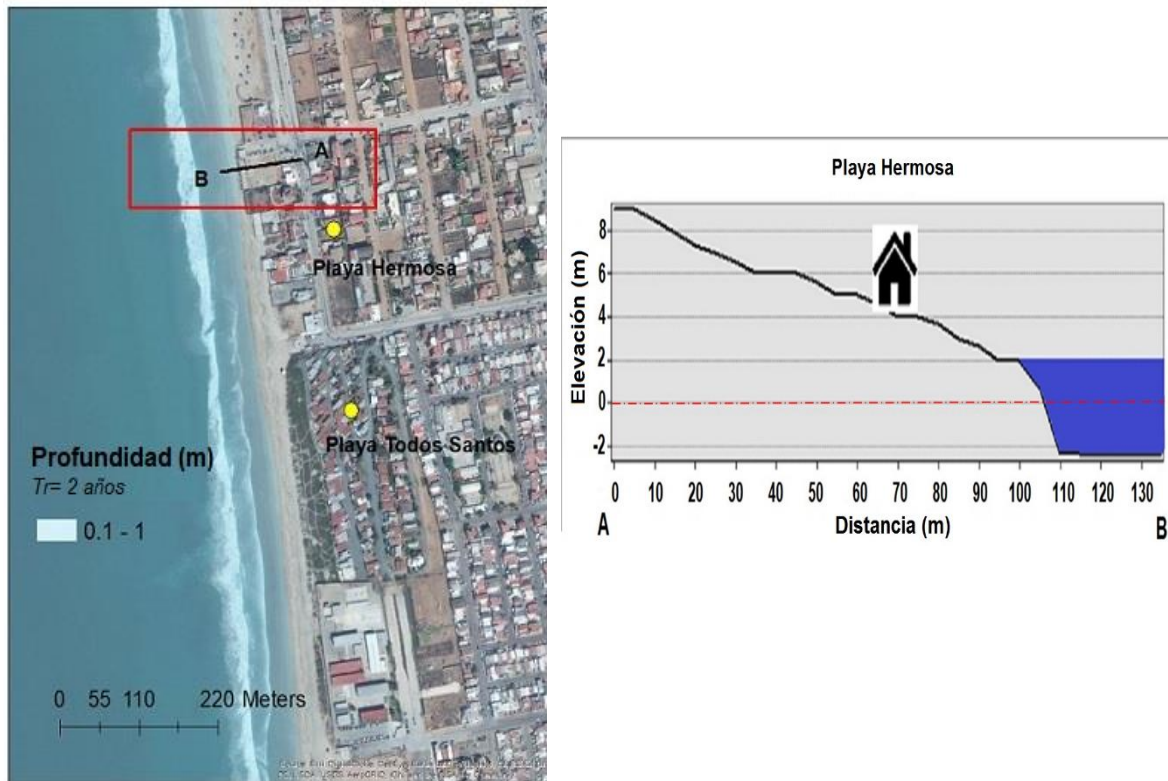 A
B
Playa Hermosa
Playa Todos Santos
Profundidad (m)
Tr= 2 años
0.1 - 1
0 55 110 220 Meters
Playa Hermosa
Elevación (m)
8
6
4
2
0
-2
0 10 20 30 40 50 60 70 80 90 100 110 120 130
A Distancia (m) B